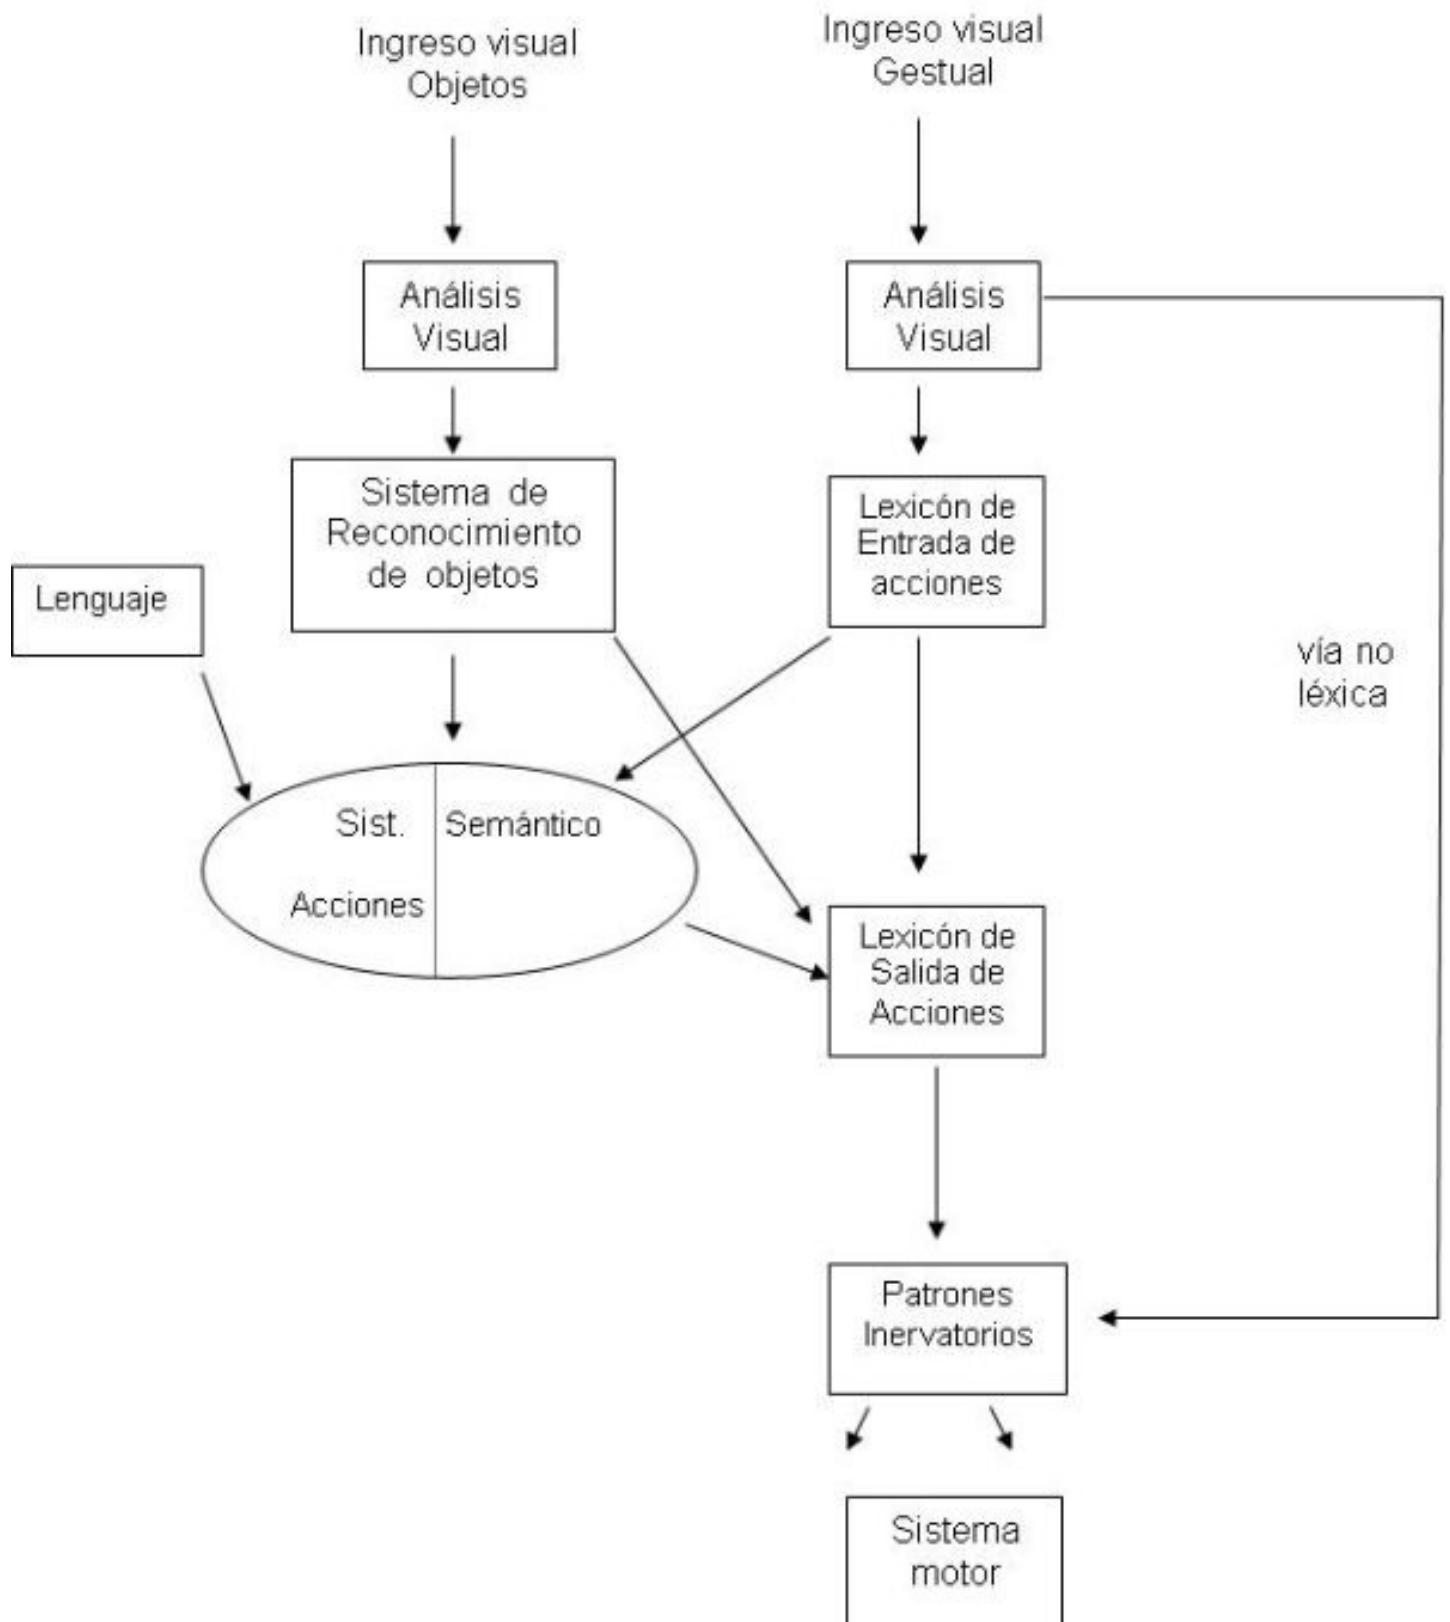 Ingreso visual
Objetos
Ingreso visual
Gestual
Análisis
Visual
Análisis
Visual
Sistema de
Reconocimiento
de objetos
Lexicón de
Entrada de
acciones
Lenguaje
vía no
léxica
Sist. Semántico
Acciones
Lexicón de
Salida de
Acciones
Patrones
Inervatorios
Sistema
motor